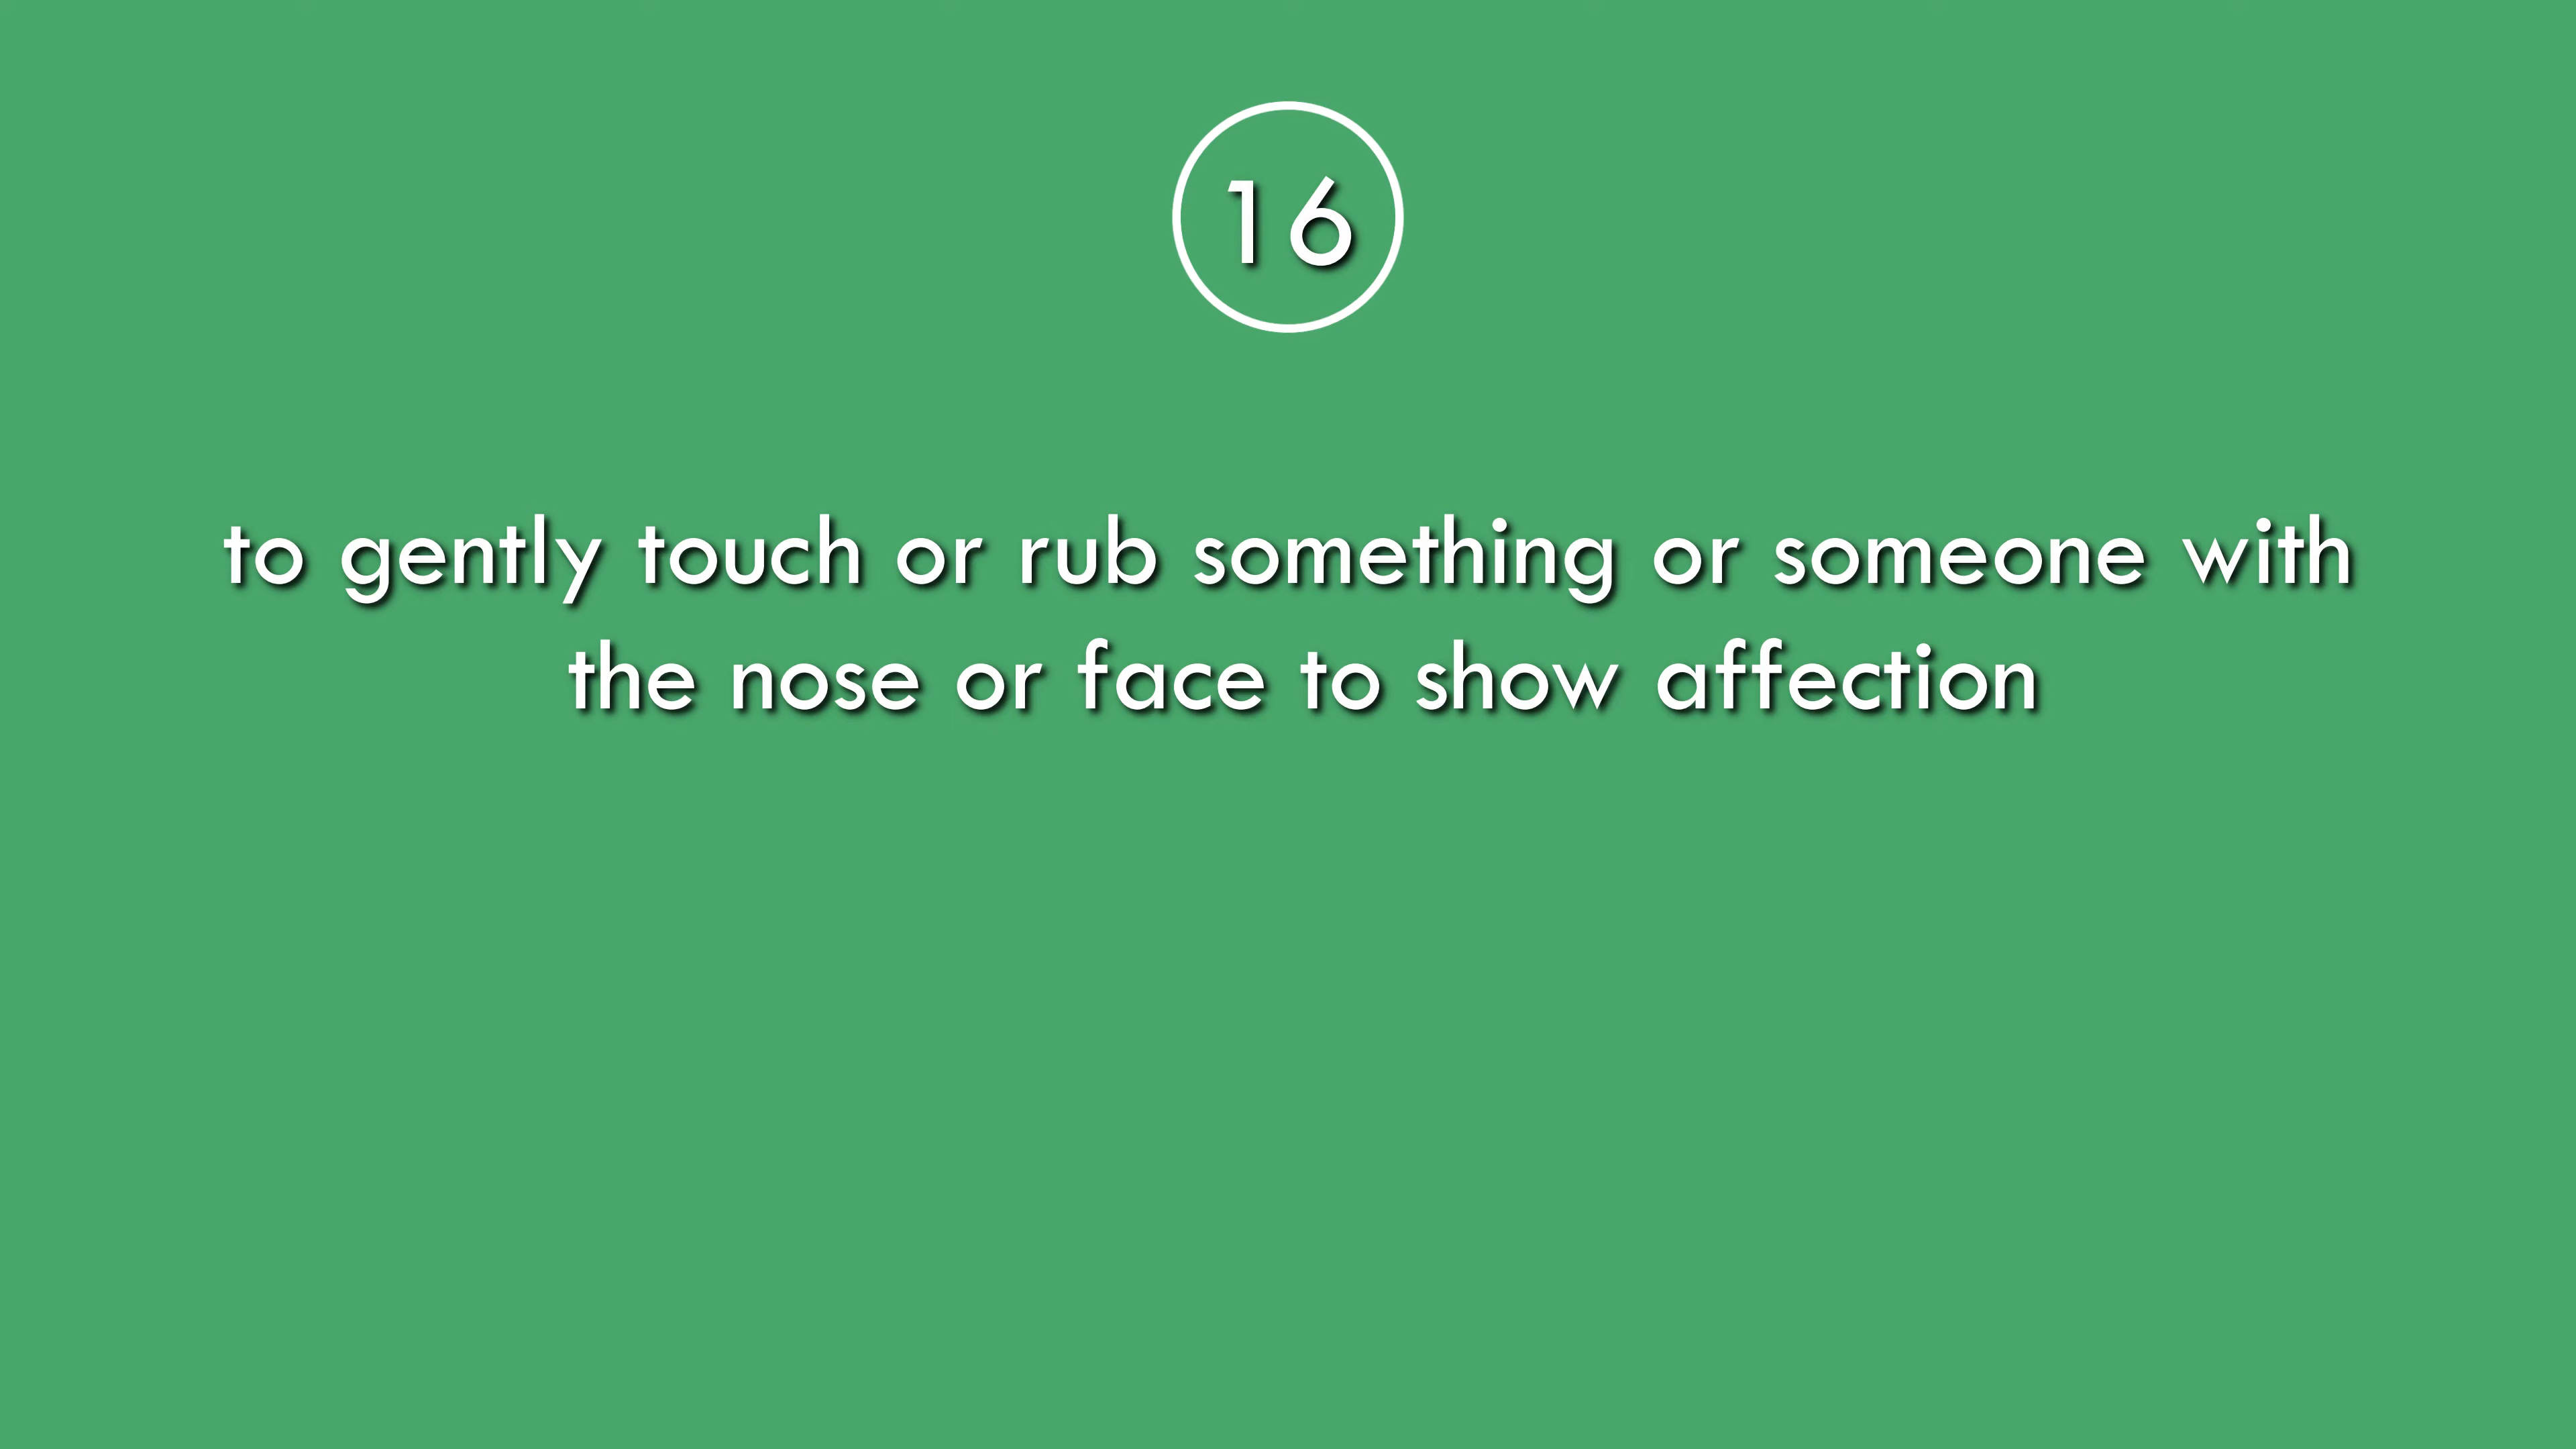 16
to gently touch or rub something or someone with
the nose or face to show affection